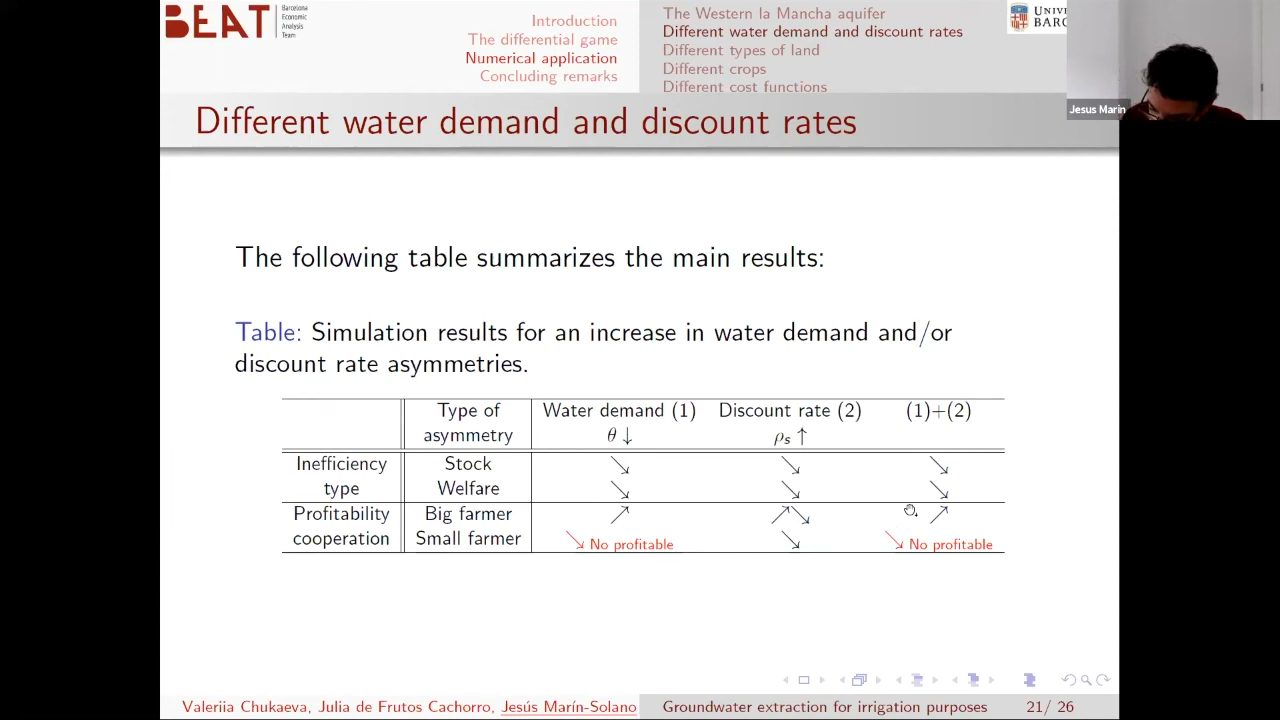 BEAT
Barcelona
Economic
Analysis
Team
Introduction
The differential game
Numerical application
Concluding remarks
The Western la Mancha aquifer
Different water demand and discount rates
Different types of land
Different crops
Different cost functions
Jesus Marin
Different water demand and discount rates
The following table summarizes the main results:
Table: Simulation results for an increase in water demand and/or
discount rate asymmetries.
Type of Water demand (1) Discount rate (2) (1)+(2)
asymmetry θ ↓ ρs ↑
Inefficiency Stock ↘ ↘ ↘
type Welfare ↘ ↘ ↘
Profitability Big farmer ↗ ↗↘ ↗
cooperation Small farmer ↘ No profitable ↘ ↘ No profitable
Valeriia Chukaeva, Julia de Frutos Cachorro, Jesús Marín-Solano
Groundwater extraction for irrigation purposes
21/ 26